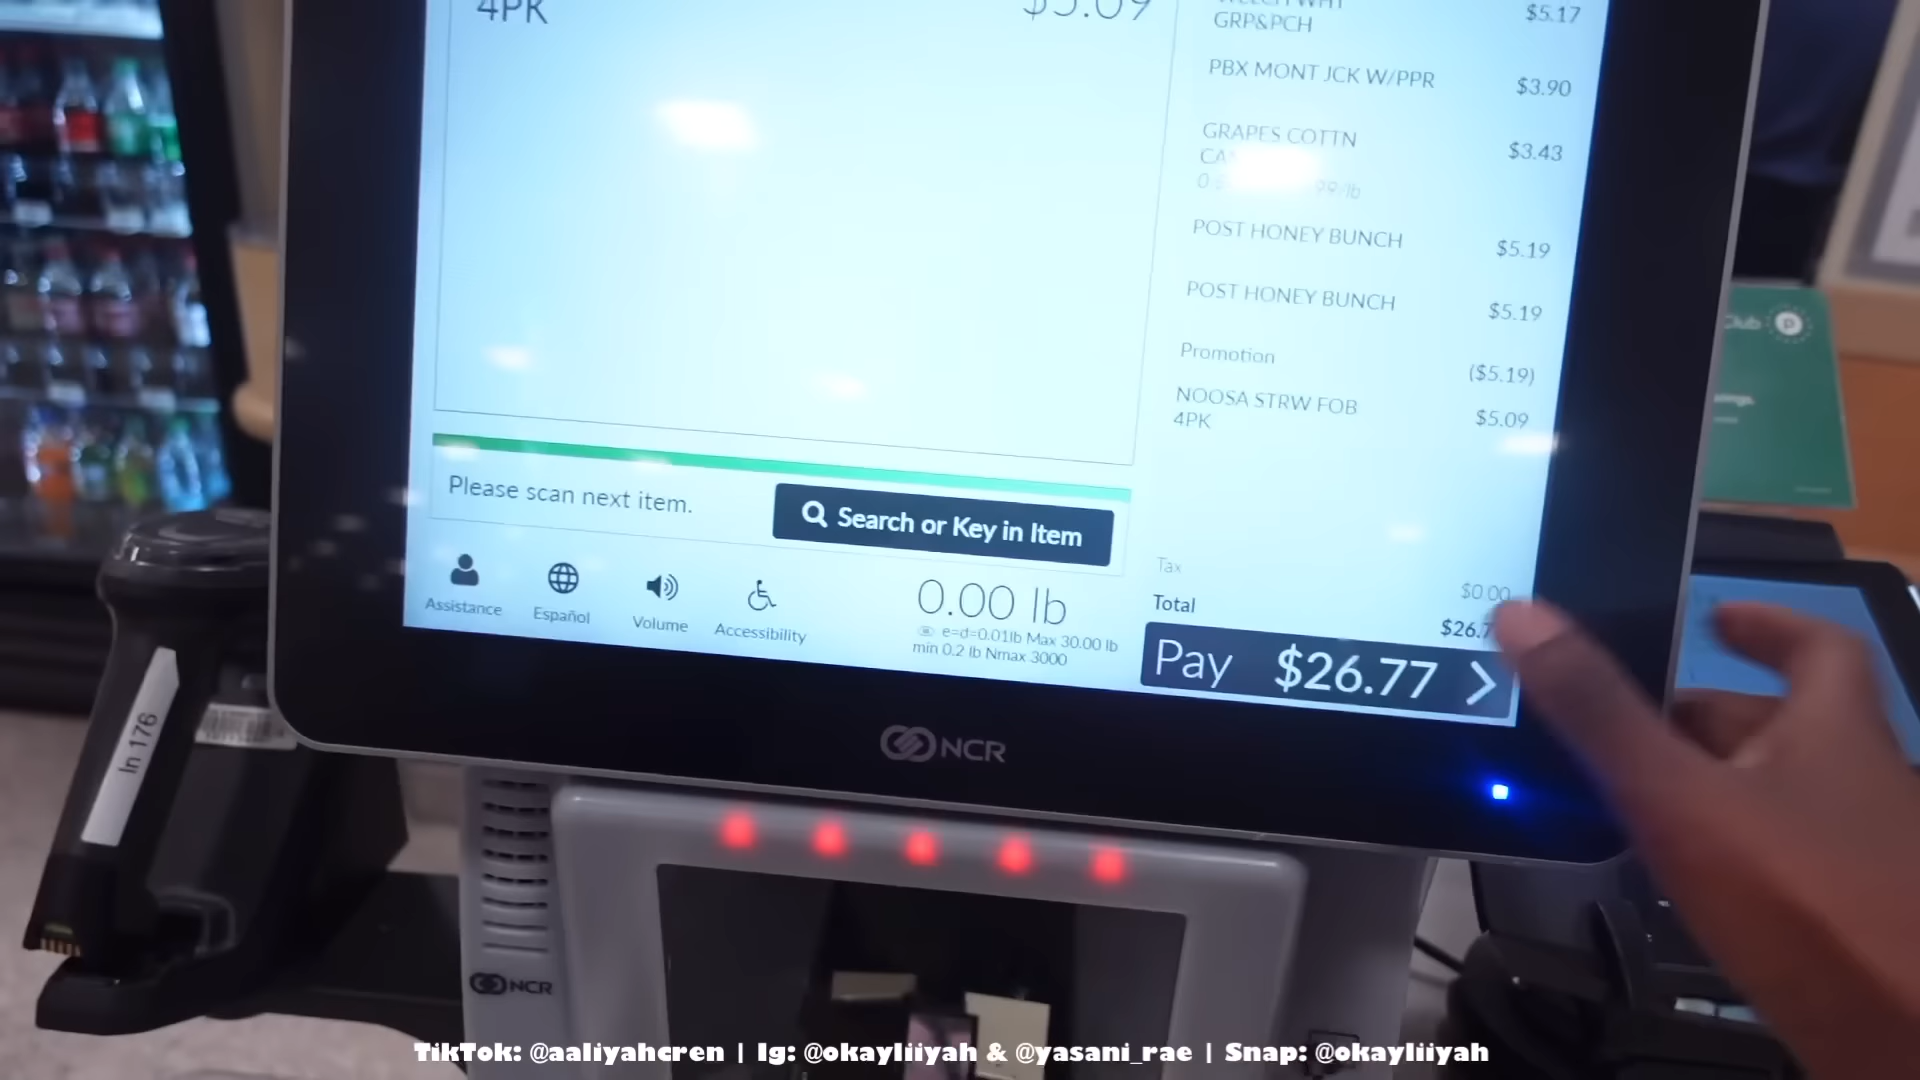 4PK $5.09
$5.17
GRP&PCH
PBX MONT JCK W/PPR $3.90
GRAPES COTTN $3.43
POST HONEY BUNCH $5.19
POST HONEY BUNCH $5.19
Promotion ($5.19)
NOOSA STRW FOB $5.09
4PK
Please scan next item.
Search or Key in Item
Assistance
Español
Volume
Accessibility
0.00 lb
e=d=0.01lb Max 30.00 lb
min 0.2 lb Nmax 3000
Tax $0.00
Total
Pay $26.77
NCR
Club
p
ln 176
NCR
TikTok: @aaliyahcren | Ig: @okayliiyah & @yasani_rae | Snap: @okayliiyah